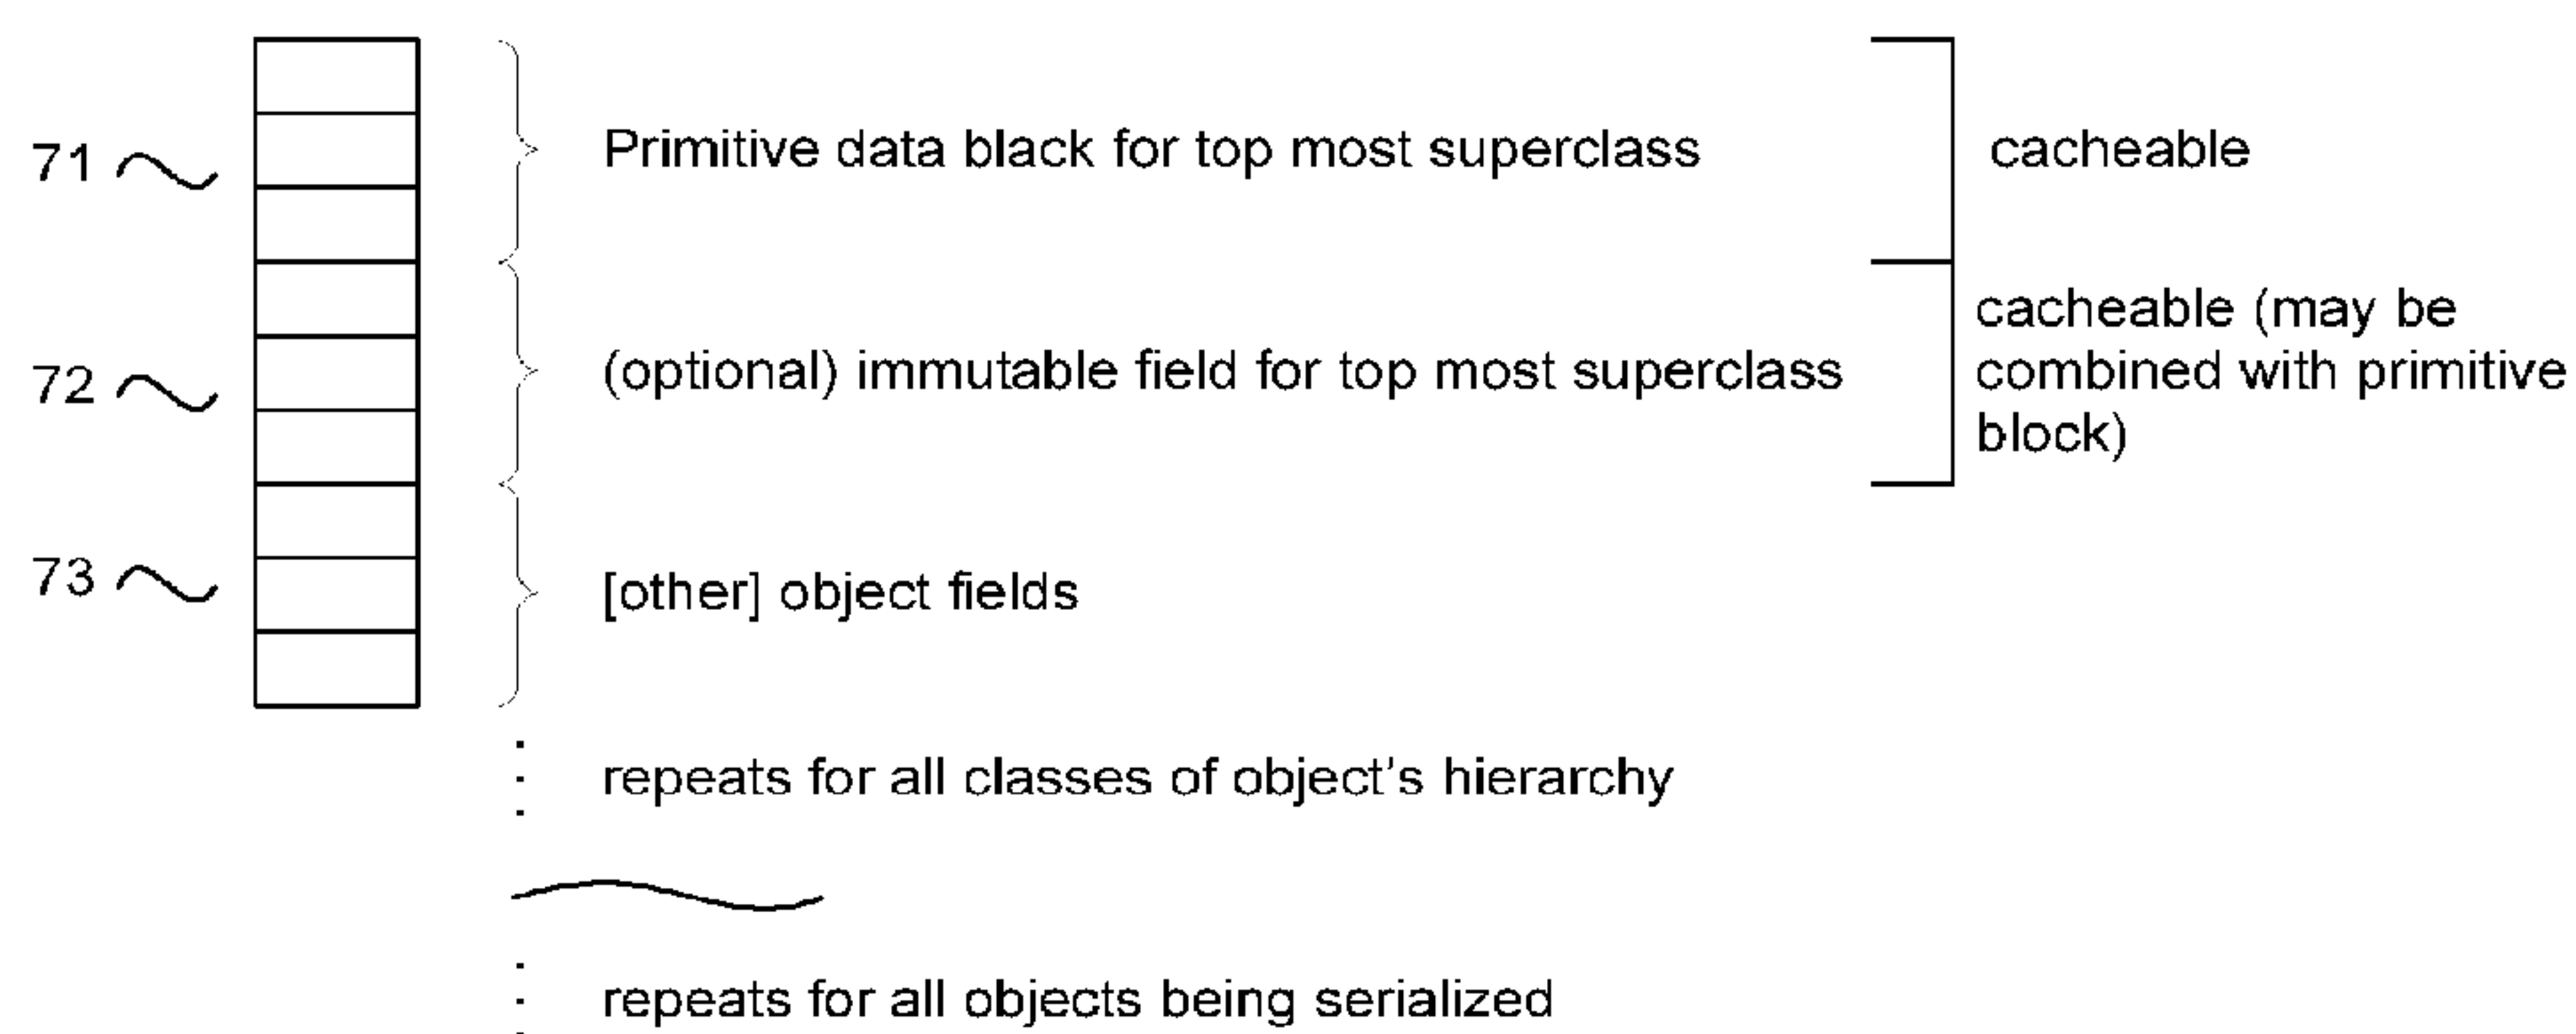 71 Primitive data black for top most superclass cacheable
cacheable (may be
72 (optional) immutable field for top most superclass combined with primitive
block)
73 [other] object fields
repeats for all classes of object's hierarchy
repeats for all objects being serialized